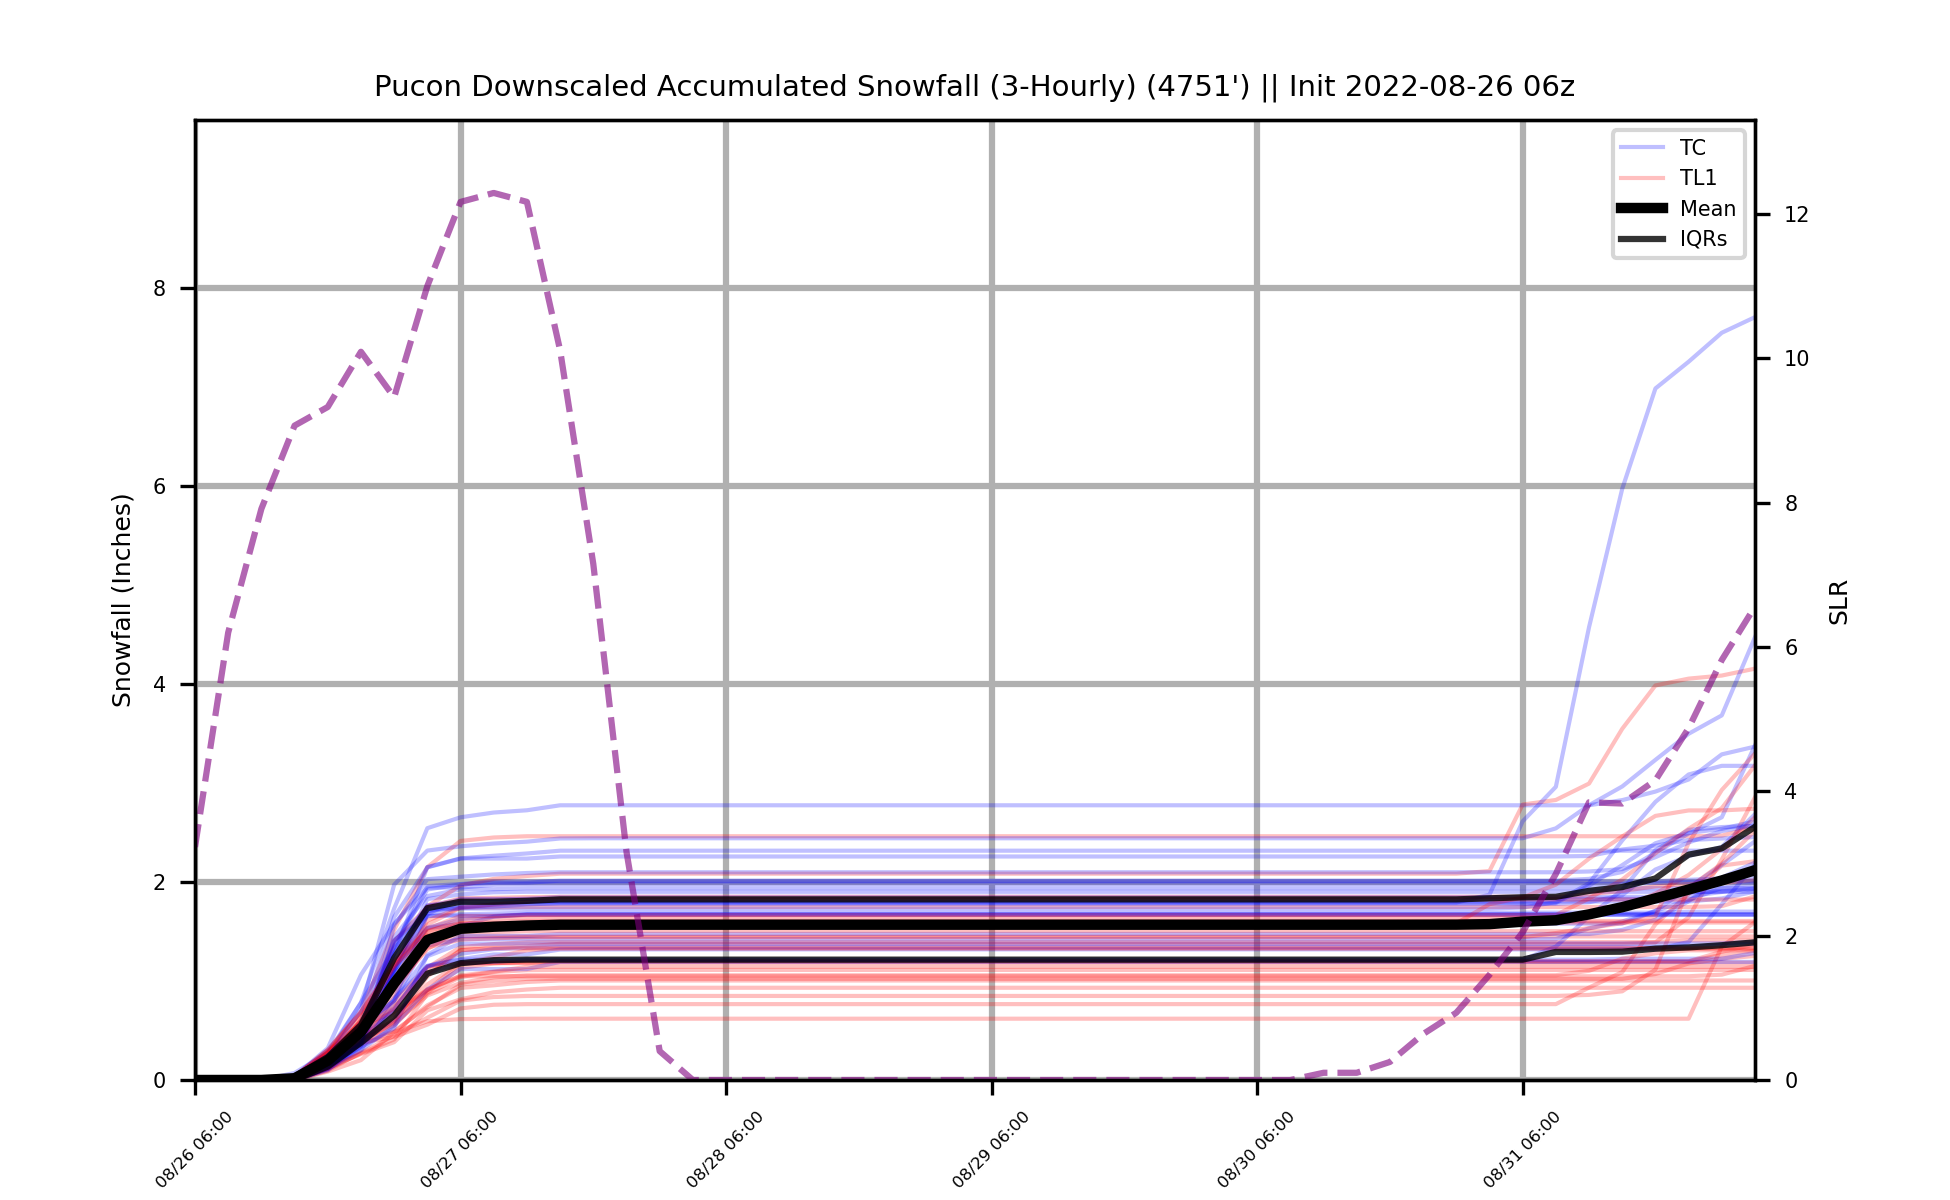 Pucon Downscaled Accumulated Snowfall (3-Hourly) (4751') || Init 2022-08-26 06z
TC
TL1
Mean
IQRs
8
6
4
2
0
12
10
8
6
4
2
0
Snowfall (Inches)
SLR
08/26 06:00
08/27 06:00
08/28 06:00
08/29 06:00
08/30 06:00
08/31 06:00